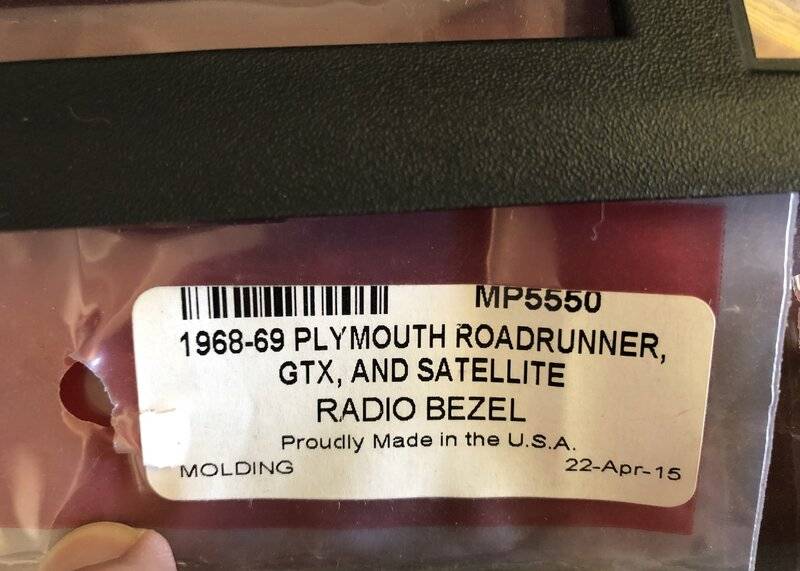 MP5550
1968-69 PLYMOUTH ROADRUNNER,
GTX, AND SATELLITE
RADIO BEZEL
Proudly Made in the U.S.A.
MOLDING 22-Apr-15